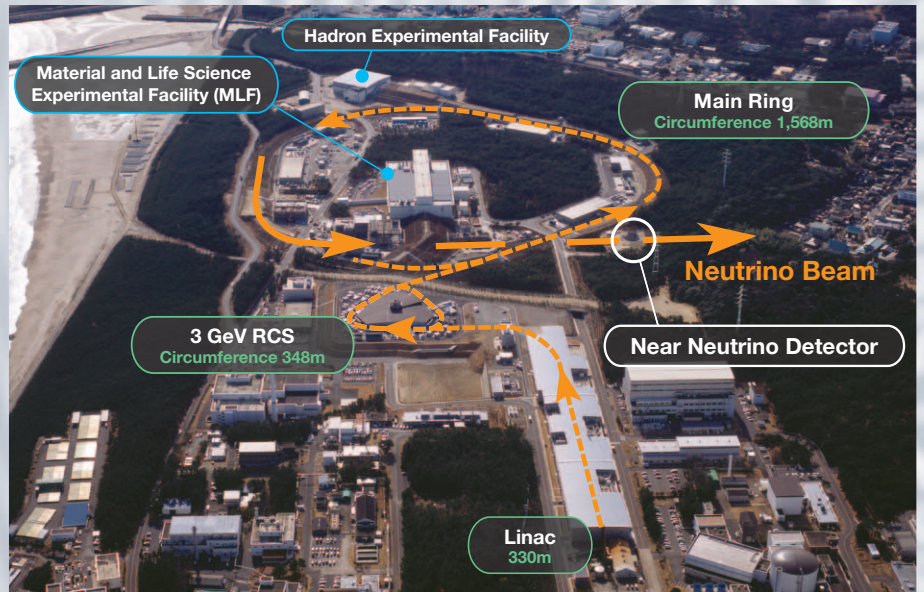 Hadron Experimental Facility
Material and Life Science
Experimental Facility (MLF)
Main Ring
Circumference 1,568m
Neutrino Beam
3 GeV RCS
Circumference 348m
Near Neutrino Detector
Linac
330m